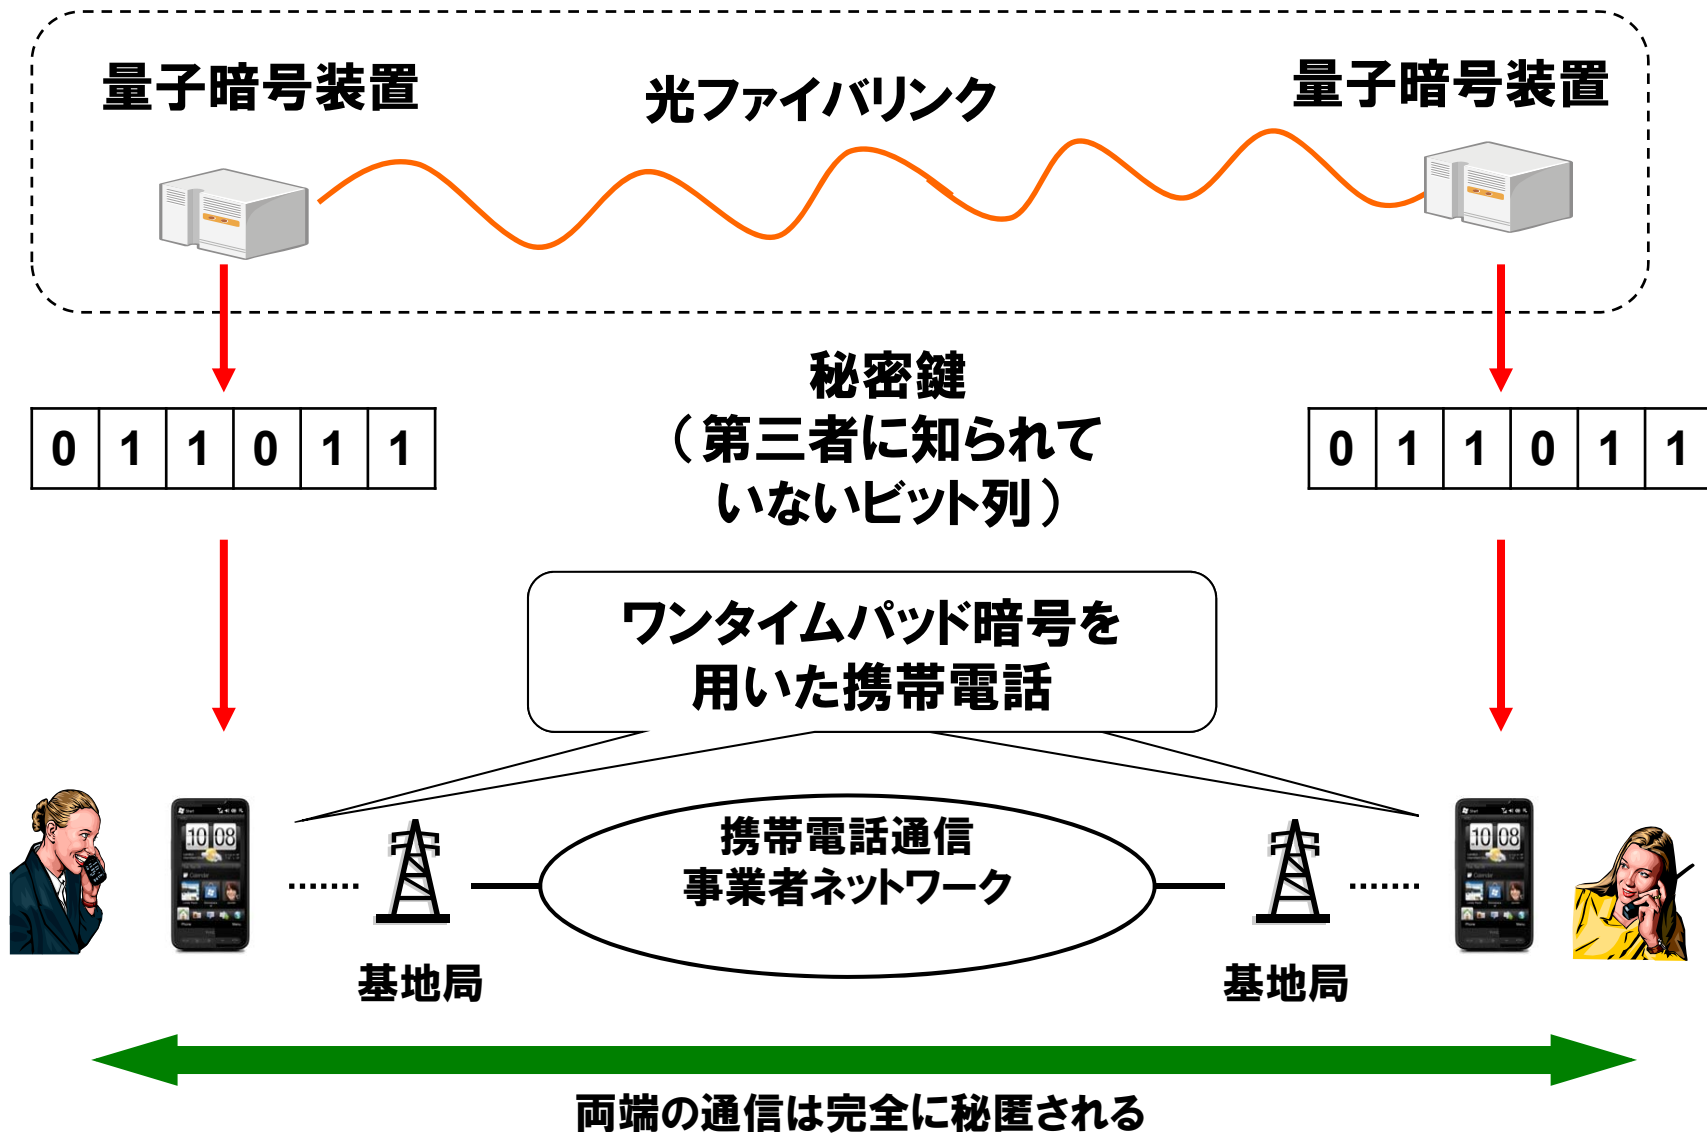 量子暗号装置
光ファイバリンク
量子暗号装置
0 1 1 0 1 1
秘密鍵
（第三者に知られて
いないビット列）
0 1 1 0 1 1
ワンタイムパッド暗号を
用いた携帯電話
10 08
携帯電話通信
事業者ネットワーク
10 08
基地局
基地局
両端の通信は完全に秘匿される